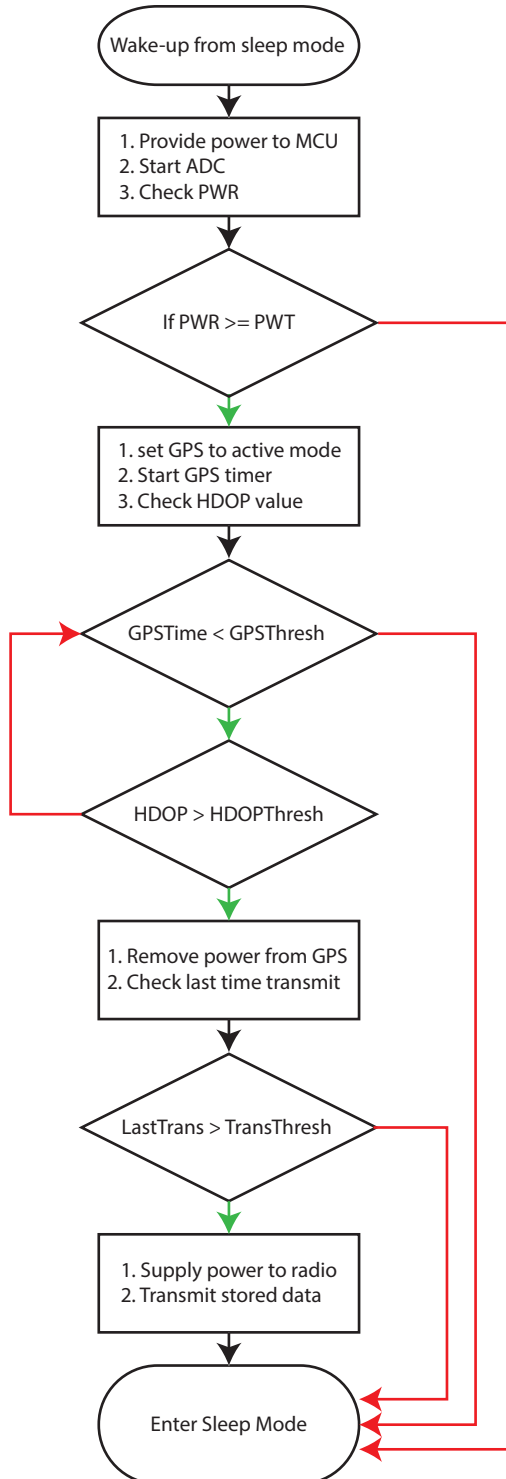 Wake-up from sleep mode
1. Provide power to MCU
2. Start ADC
3. Check PWR
If PWR >= PWT
1. set GPS to active mode
2. Start GPS timer
3. Check HDOP value
GPSTime < GPSThresh
HDOP > HDOPThresh
1. Remove power from GPS
2. Check last time transmit
LastTrans > TransThresh
1. Supply power to radio
2. Transmit stored data
Enter Sleep Mode